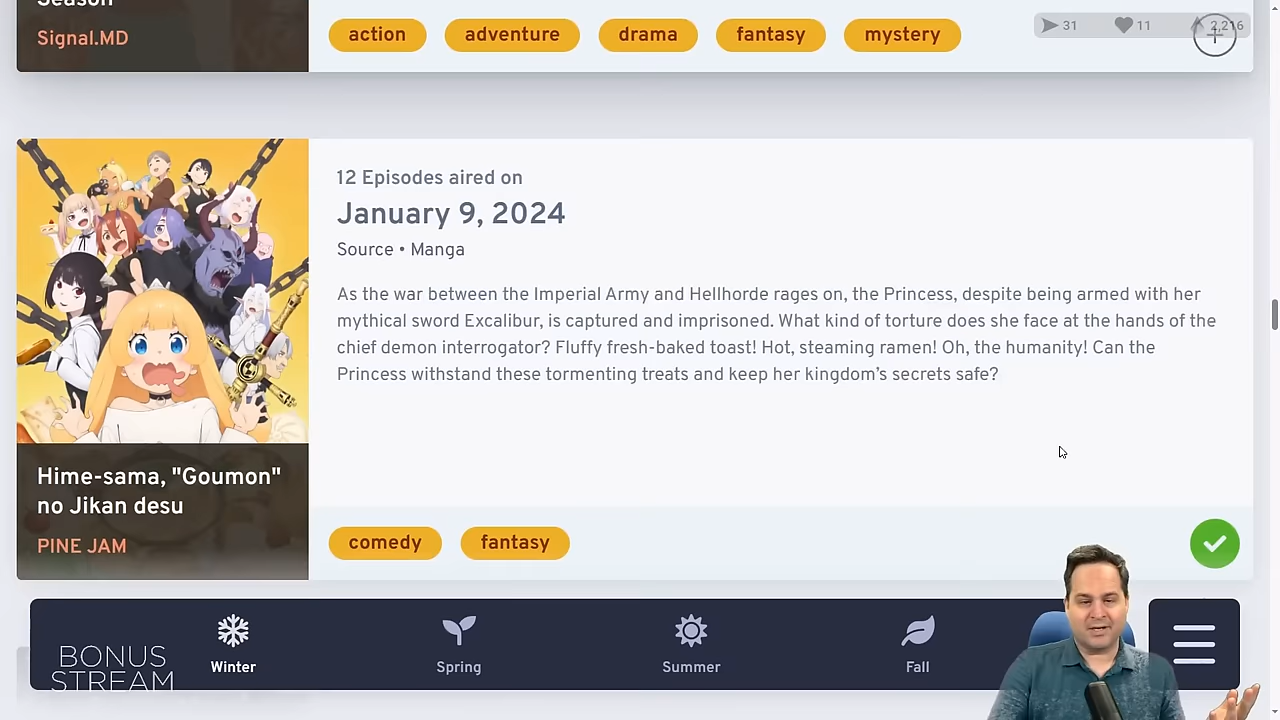 Season
Signal.MD
action
adventure
drama
fantasy
mystery
31
11
2,216
12 Episodes aired on
January 9, 2024
Source • Manga
As the war between the Imperial Army and Hellhorde rages on, the Princess, despite being armed with her
mythical sword Excalibur, is captured and imprisoned. What kind of torture does she face at the hands of the
chief demon interrogator? Fluffy fresh-baked toast! Hot, steaming ramen! Oh, the humanity! Can the
Princess withstand these tormenting treats and keep her kingdom’s secrets safe?
Hime-sama, "Goumon"
no Jikan desu
PINE JAM
comedy
fantasy
BONUS
STREAM
Winter
Spring
Summer
Fall